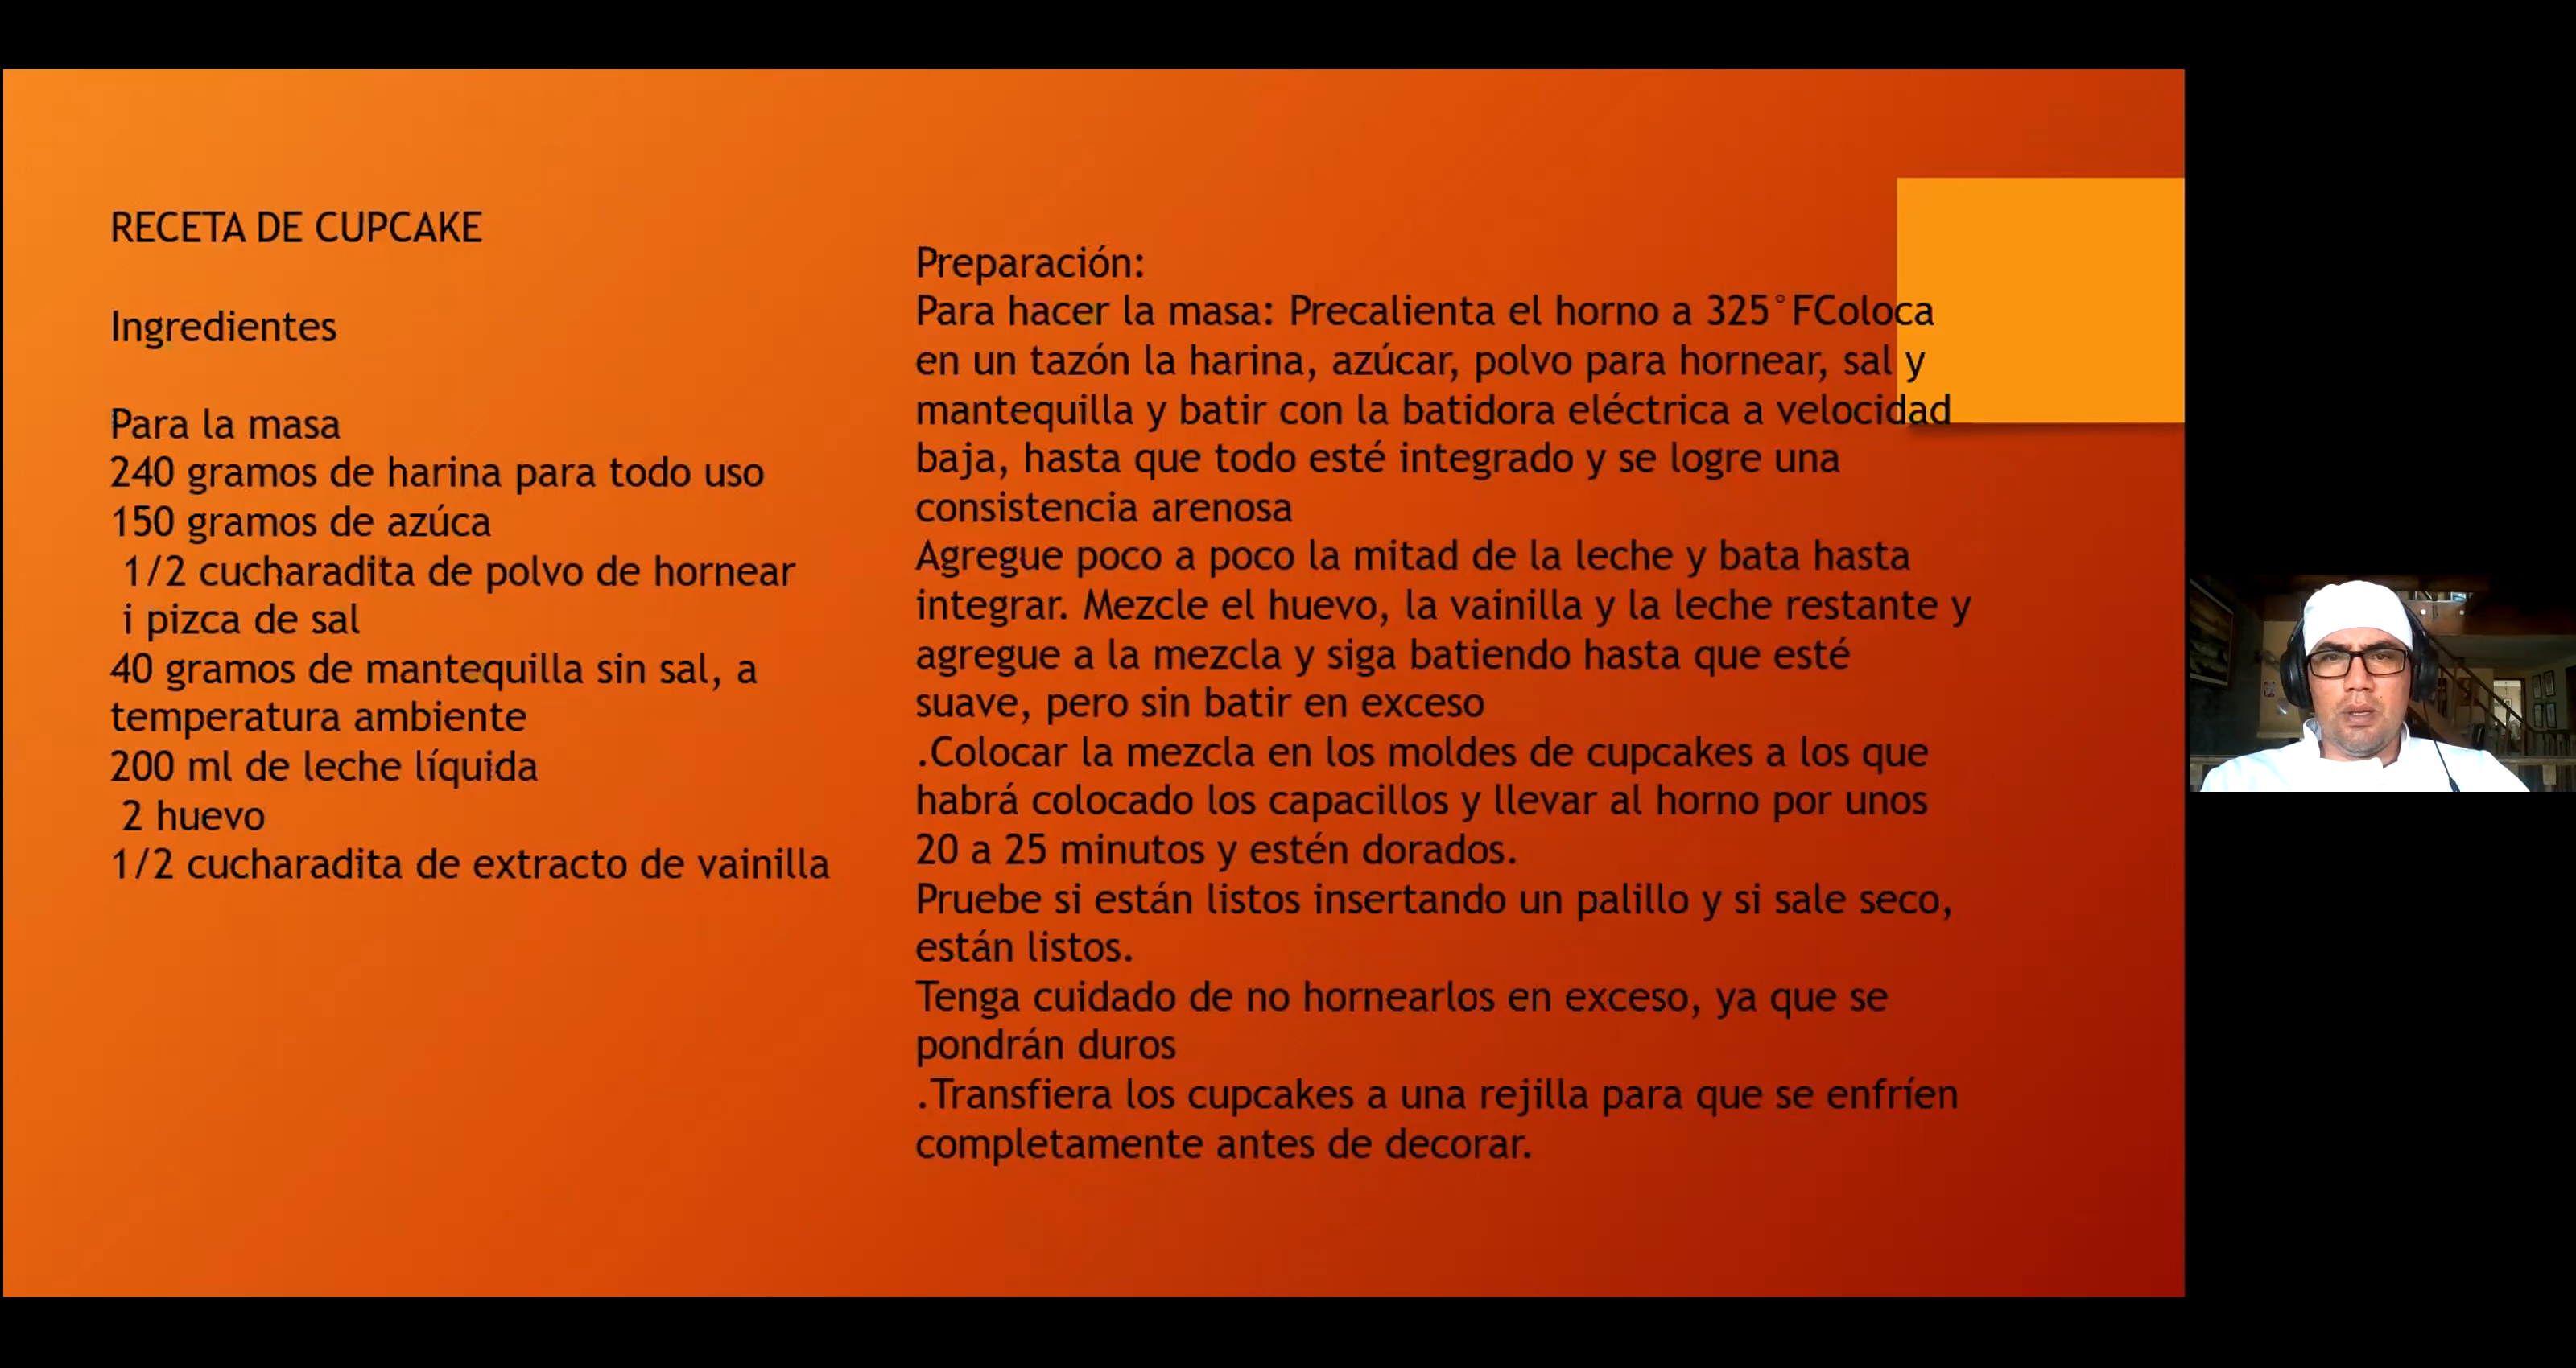 RECETA DE CUPCAKE
Ingredientes
Para la masa
240 gramos de harina para todo uso
150 gramos de azúca
1/2 cucharadita de polvo de hornear
i pizca de sal
40 gramos de mantequilla sin sal, a
temperatura ambiente
200 ml de leche líquida
2 huevo
1/2 cucharadita de extracto de vainilla
Preparación:
Para hacer la masa: Precalienta el horno a 325°FColoca
en un tazón la harina, azúcar, polvo para hornear, sal y
mantequilla y batir con la batidora eléctrica a velocidad
baja, hasta que todo esté integrado y se logre una
consistencia arenosa
Agregue poco a poco la mitad de la leche y bata hasta
integrar. Mezcle el huevo, la vainilla y la leche restante y
agregue a la mezcla y siga batiendo hasta que esté
suave, pero sin batir en exceso
.Colocar la mezcla en los moldes de cupcakes a los que
habrá colocado los capacillos y llevar al horno por unos
20 a 25 minutos y estén dorados.
Pruebe si están listos insertando un palillo y si sale seco,
están listos.
Tenga cuidado de no hornearlos en exceso, ya que se
pondrán duros
.Transfiera los cupcakes a una rejilla para que se enfríen
completamente antes de decorar.